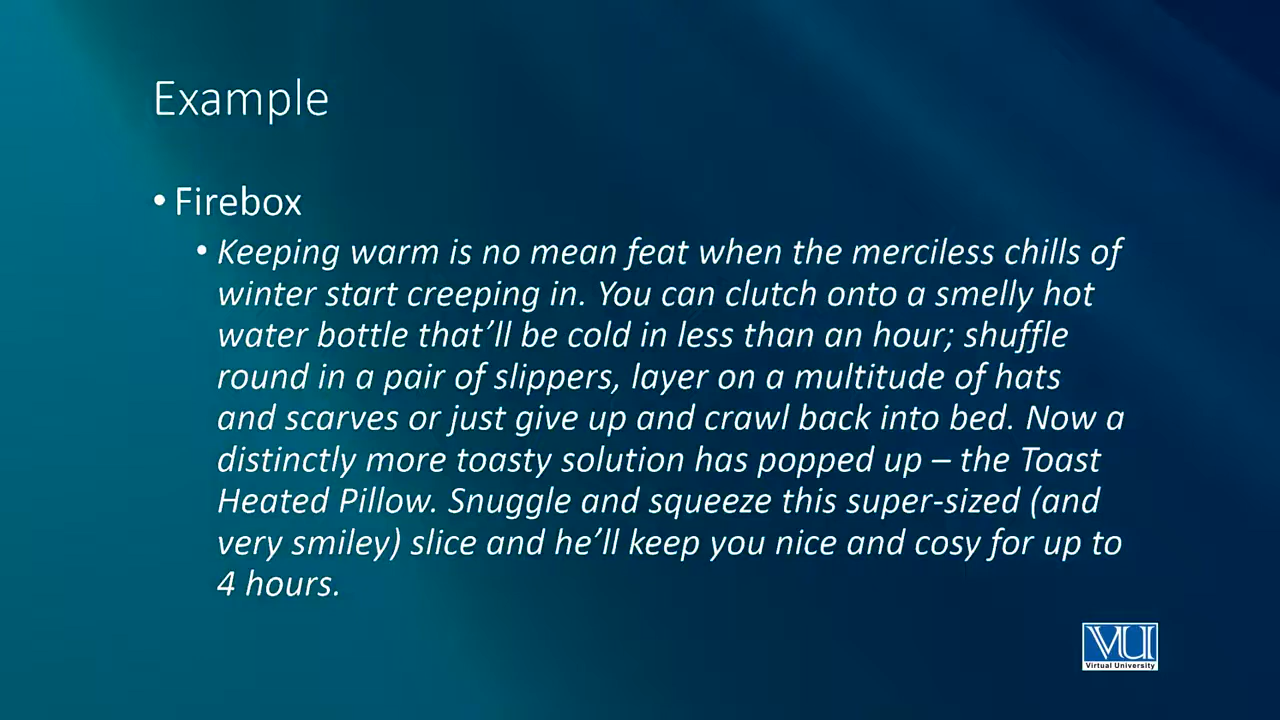 Example
• Firebox
• Keeping warm is no mean feat when the merciless chills of
winter start creeping in. You can clutch onto a smelly hot
water bottle that’ll be cold in less than an hour; shuffle
round in a pair of slippers, layer on a multitude of hats
and scarves or just give up and crawl back into bed. Now a
distinctly more toasty solution has popped up – the Toast
Heated Pillow. Snuggle and squeeze this super-sized (and
very smiley) slice and he’ll keep you nice and cosy for up to
4 hours.
VU
Virtual University